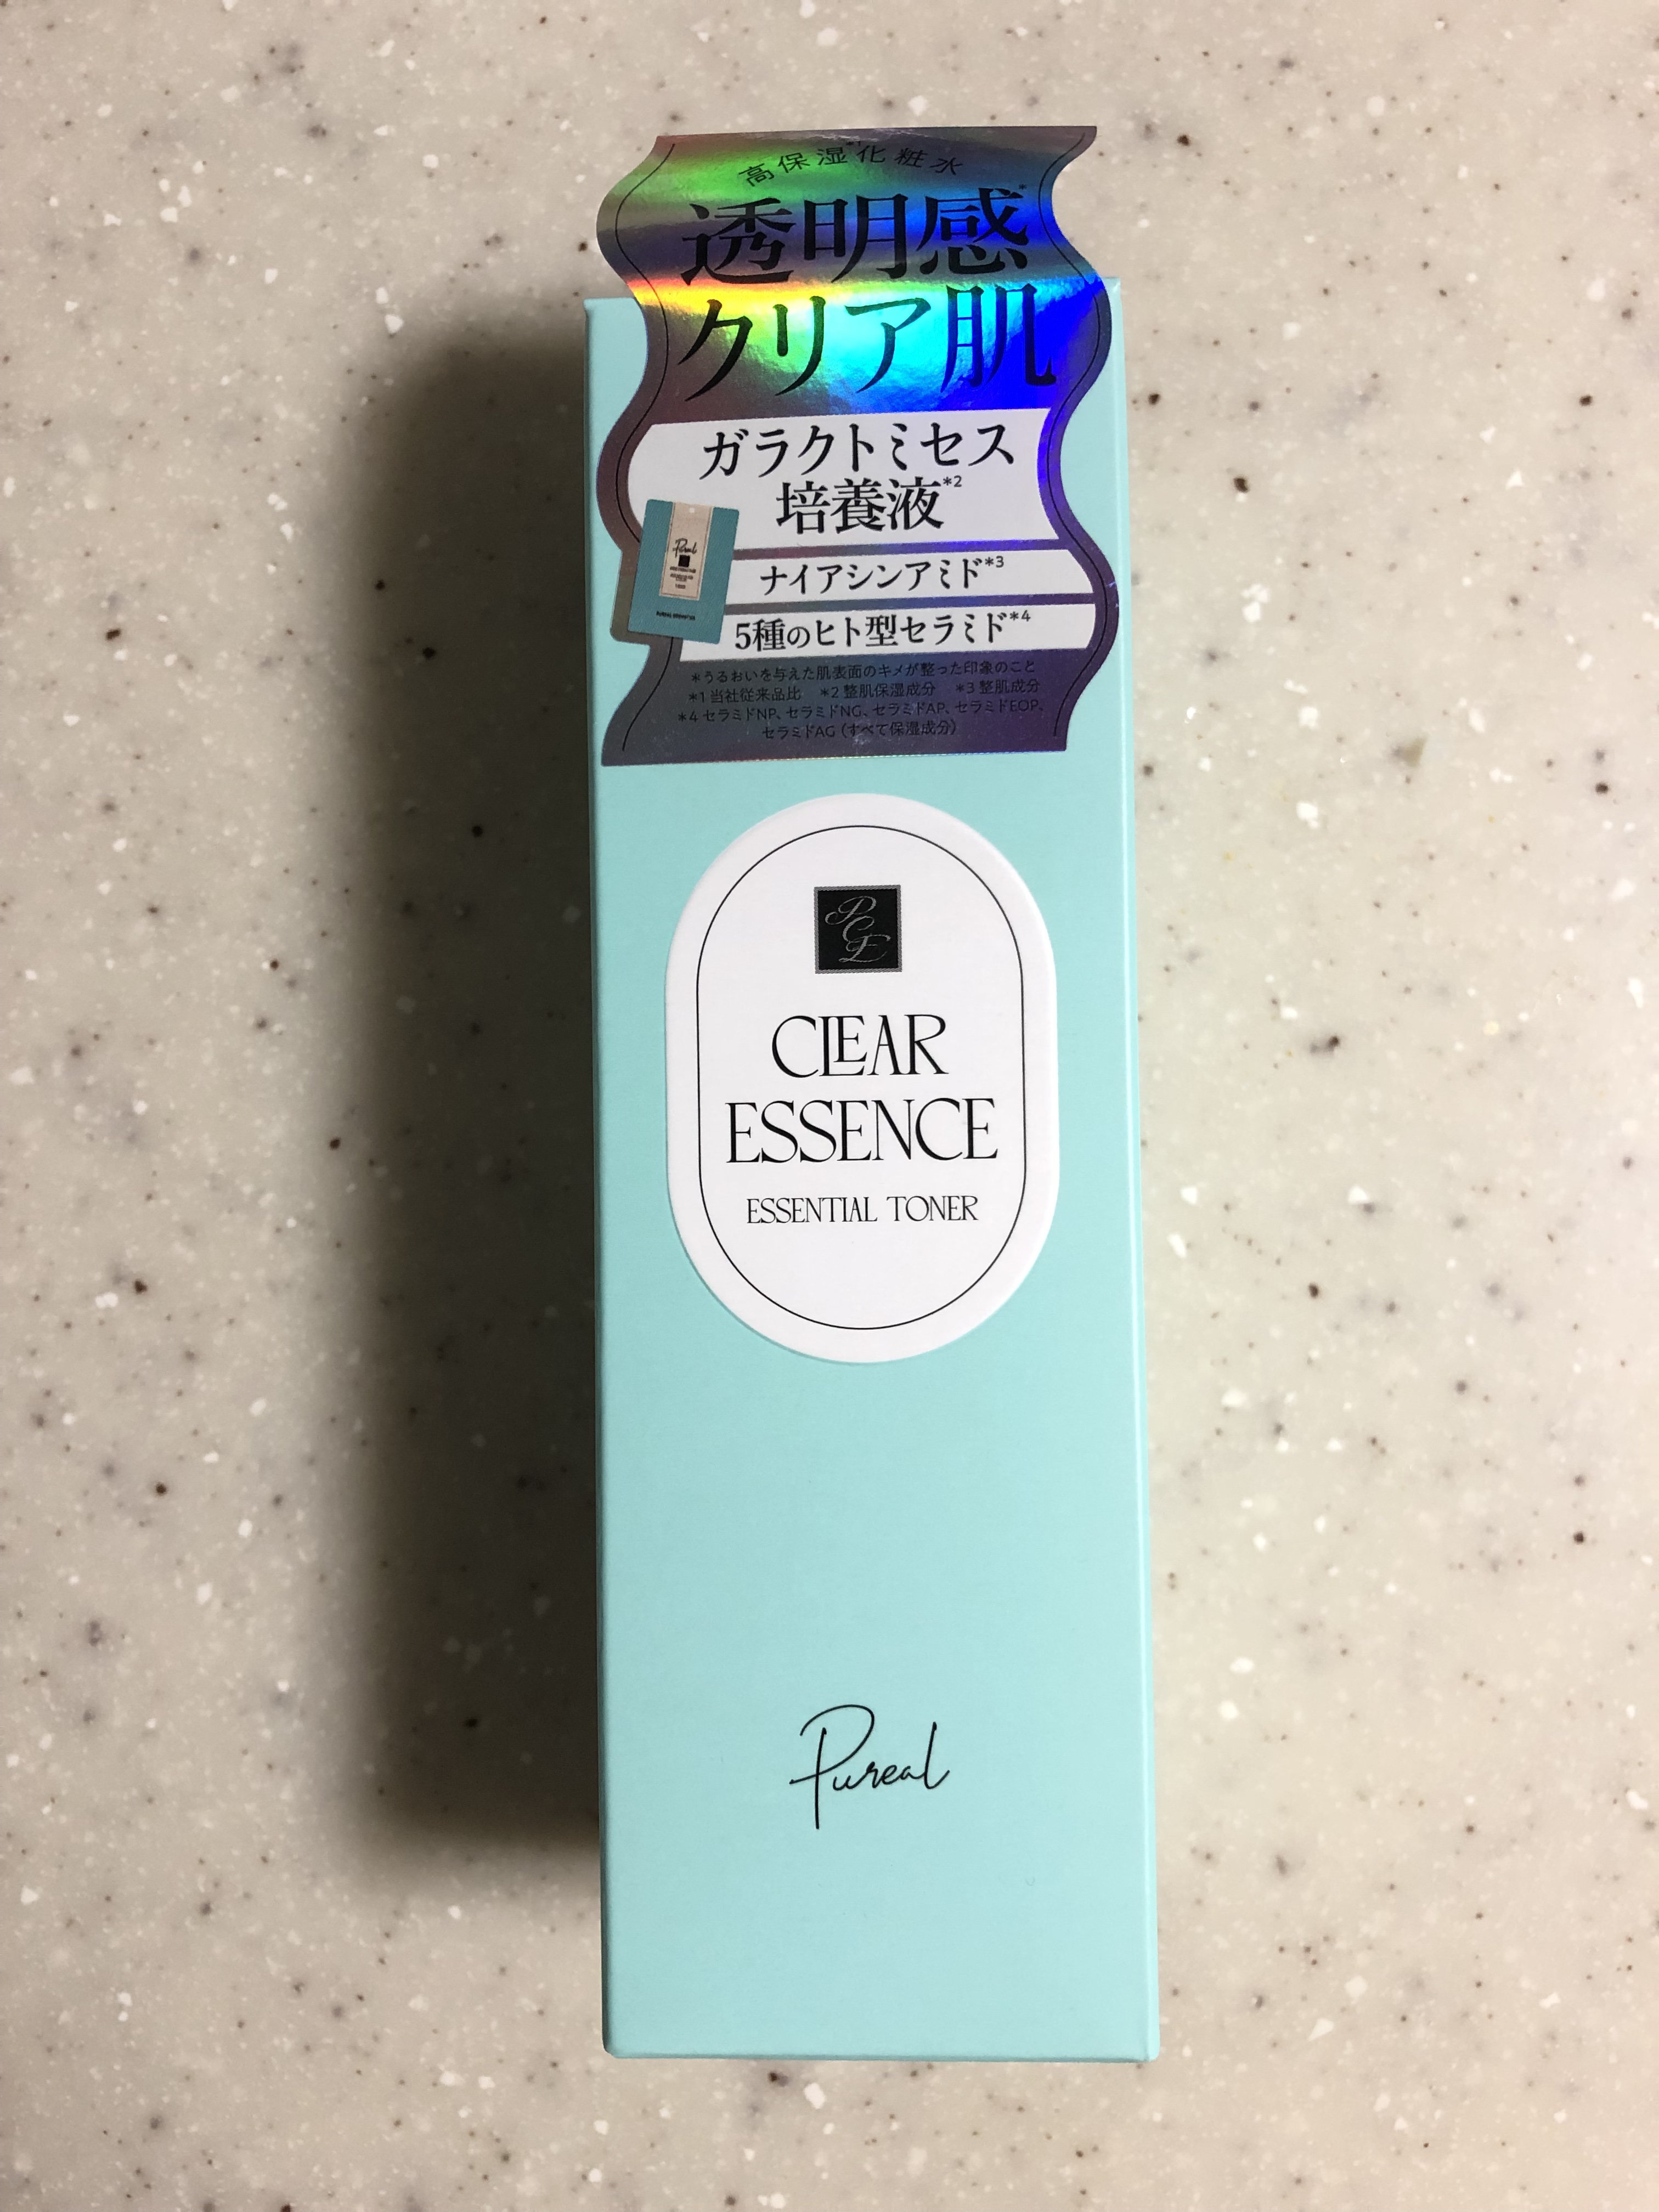 高保湿*1化粧水
透明感*
クリア肌
ガラクトミセス
培養液*2
ナイアシンアミド*3
5種のヒト型セラミド*4
Pureal
*うるおいを与えた肌表面のキメが整った印象のこと
*1 当社従来品比 *2 整肌保湿成分 *3 整肌成分
*4 セラミドNP、セラミドNG、セラミドAP、セラミドEOP、
セラミドAG（すべて保湿成分）
PCE
CLEAR
ESSENCE
ESSENTIAL TONER
Pureal